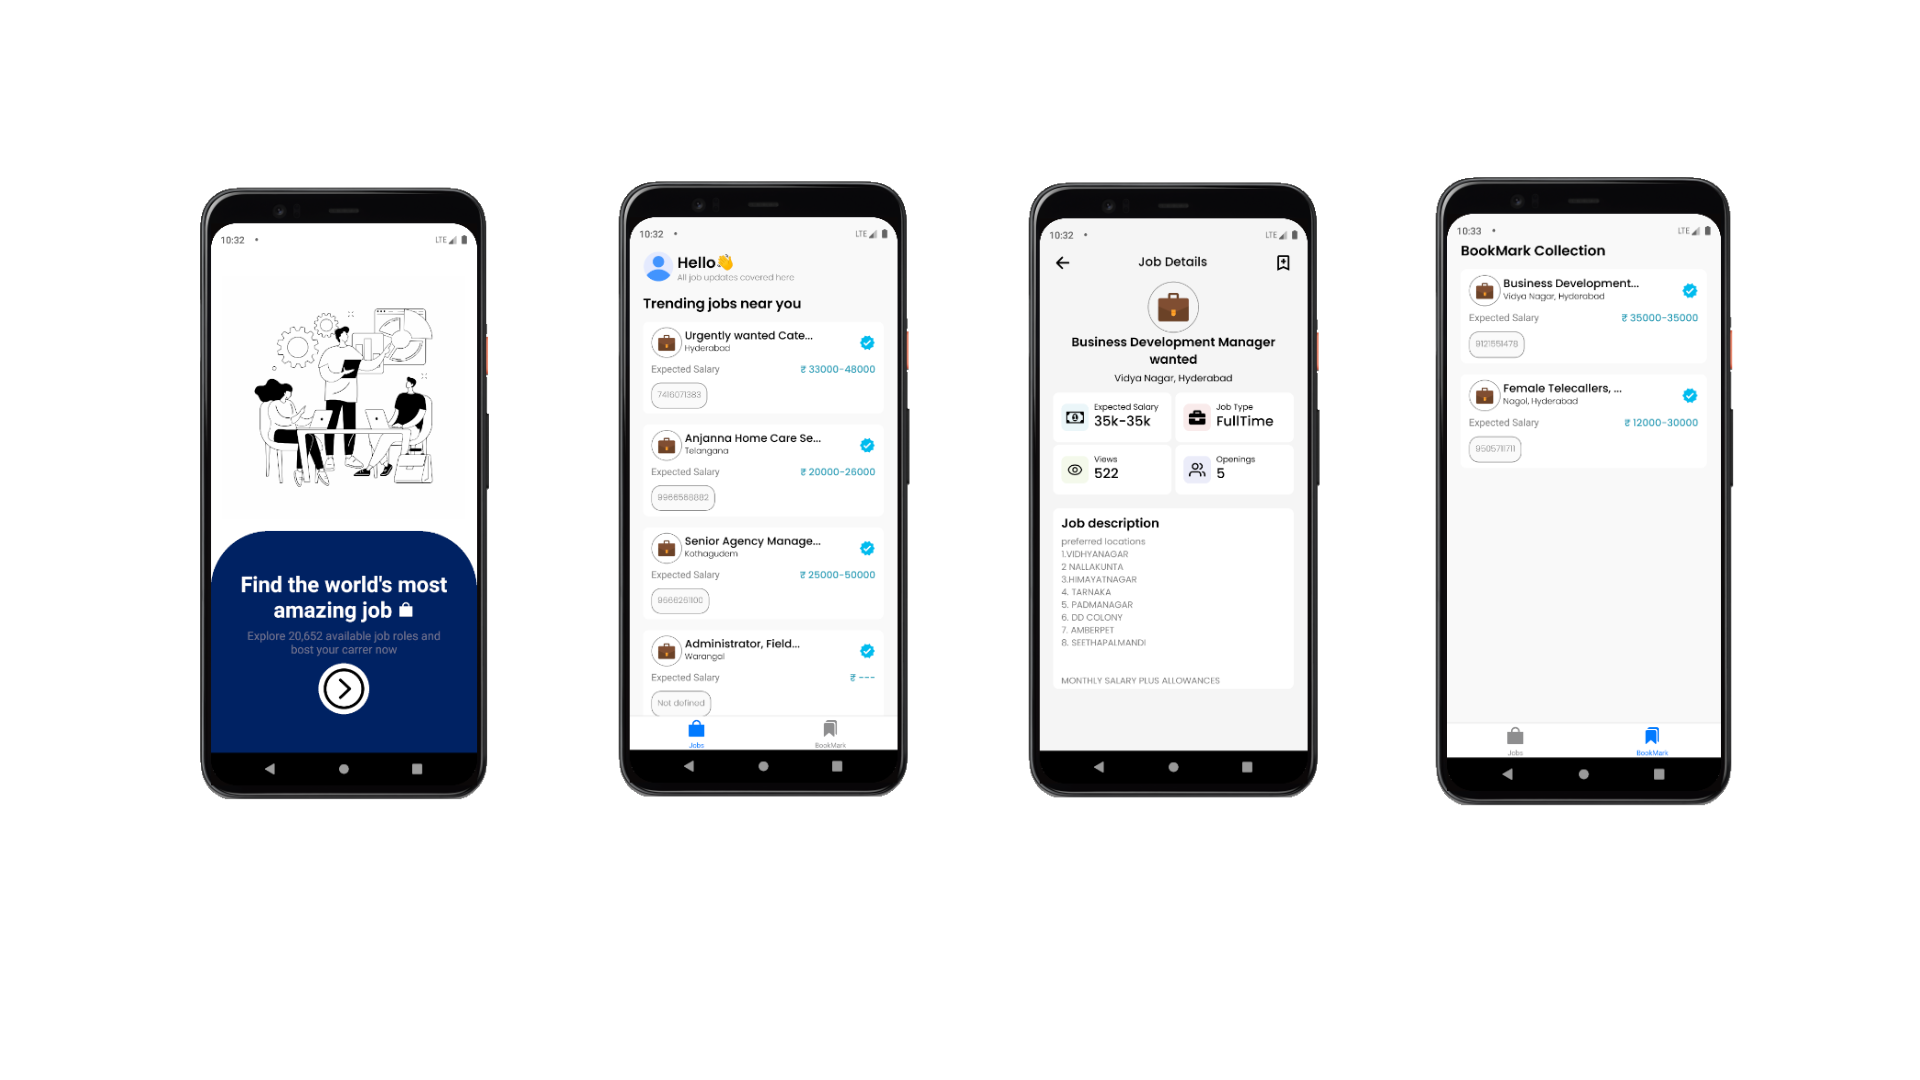 10:32
LTE
Find the world's most
amazing job
Explore 20,652 available job roles and
bost your carrer now
10:32
LTE
Hello👋
All job updates covered here
Trending jobs near you
Urgently wanted Cate...
Hyderabad
Expected Salary ₹ 33000-48000
7416071383
Anjanna Home Care Se...
Telangana
Expected Salary ₹ 20000-26000
9966568882
Senior Agency Manage...
Kothagudem
Expected Salary ₹ 25000-50000
9666261100
Administrator, Field...
Warangal
Expected Salary ₹ ---
Not defined
Jobs BookMark
10:32
LTE
Job Details
Business Development Manager
wanted
Vidya Nagar, Hyderabad
Expected Salary
35k-35k
Job Type
FullTime
Views
522
Openings
5
Job description
preferred locations
1.VIDHYANAGAR
2 NALLAKUNTA
3.HIMAYATNAGAR
4. TARNAKA
5. PADMANAGAR
6. DD COLONY
7. AMBERPET
8. SEETHAPALMANDI
MONTHLY SALARY PLUS ALLOWANCES
10:33
LTE
BookMark Collection
Business Development...
Vidya Nagar, Hyderabad
Expected Salary ₹ 35000-35000
9121551478
Female Telecallers, ...
Nagol, Hyderabad
Expected Salary ₹ 12000-30000
9505711711
Jobs BookMark